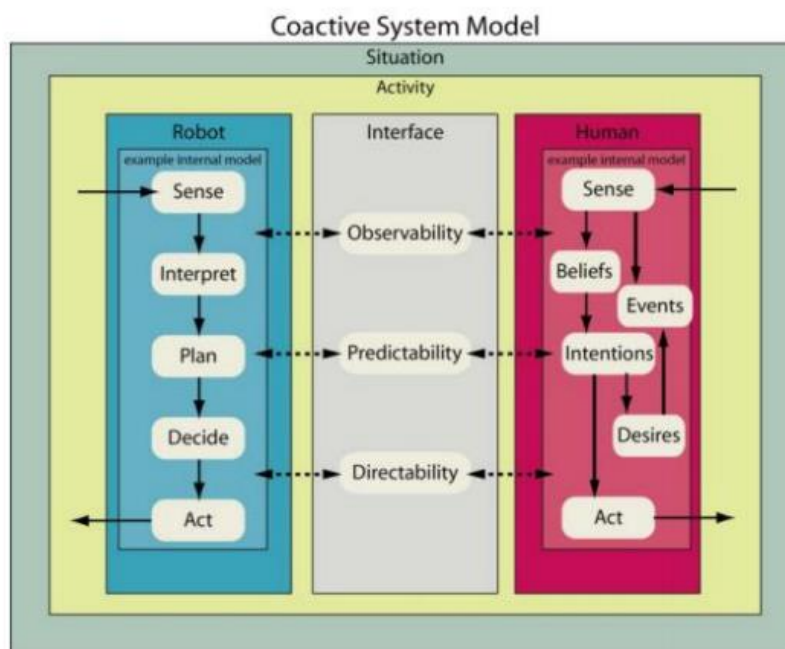 Coactive System Model
Situation
Activity
Robot
example internal model
Sense
Interpret
Plan
Decide
Act
Interface
Observability
Predictability
Directability
Human
example internal model
Sense
Beliefs
Events
Intentions
Desires
Act